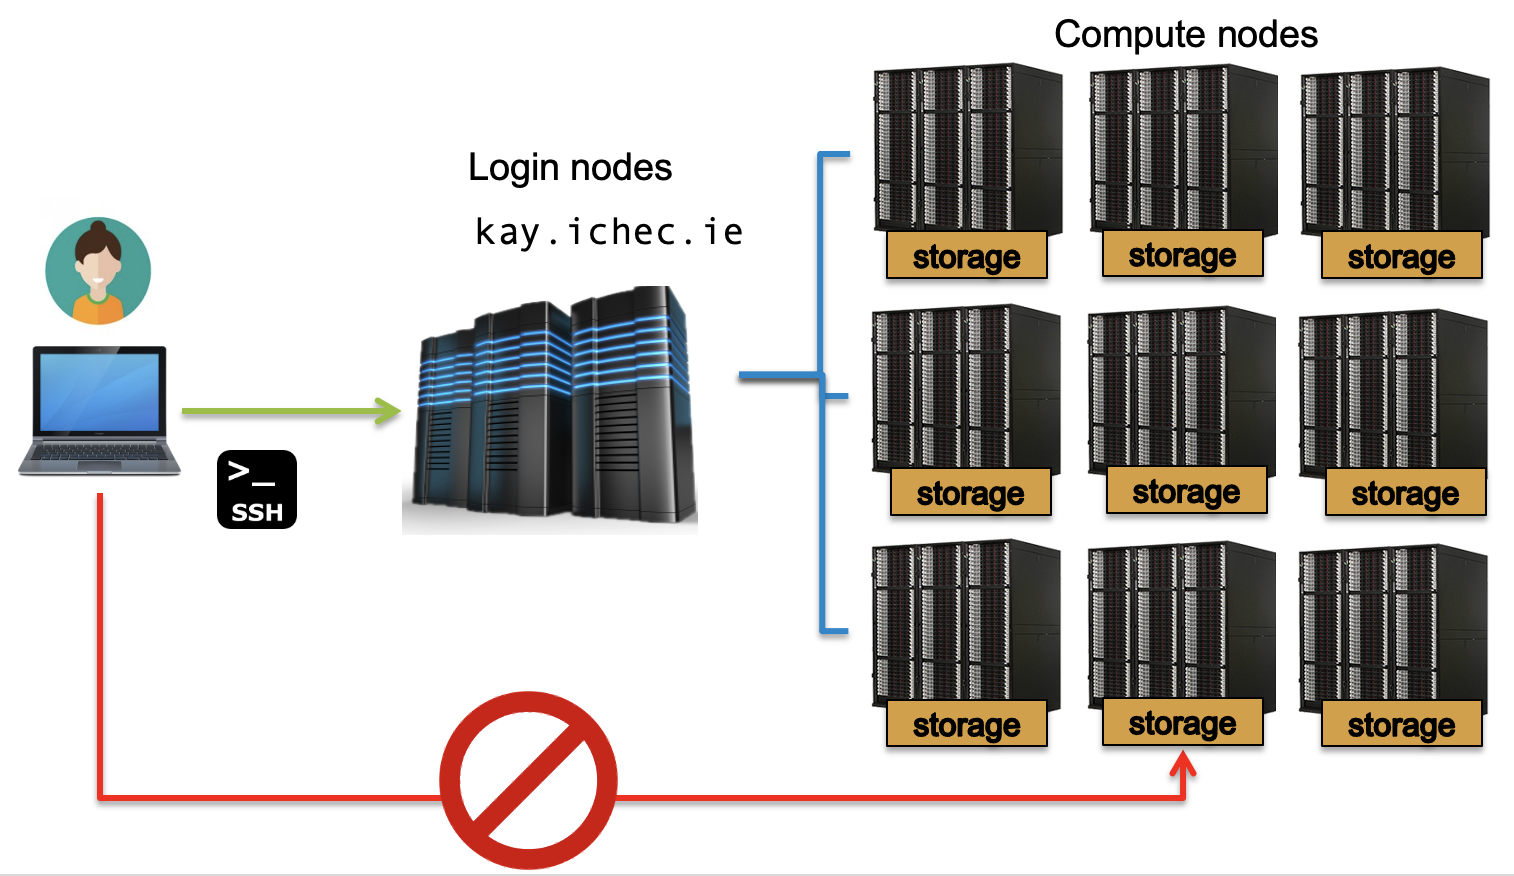 Compute nodes
Login nodes
kay.ichec.ie
storage
storage
storage
>_
SSH
storage
storage
storage
storage
storage
storage